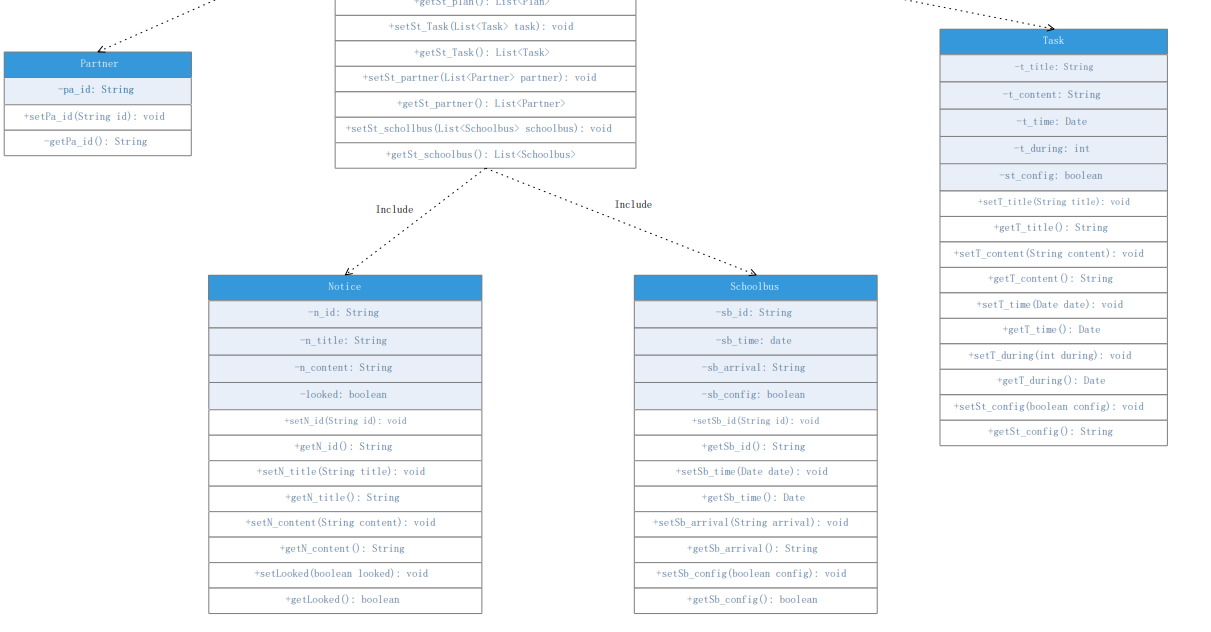 +getSt_plan(): List<Plan>
+setSt_Task(List<Task> task): void
+getSt_Task(): List<Task>
+setSt_partner(List<Partner> partner): void
+getSt_partner(): List<Partner>
+setSt_schollbus(List<Schoolbus> schoolbus): void
+getSt_schoolbus(): List<Schoolbus>
Partner
-pa_id: String
+setPa_id(String id): void
-getPa_id(): String
Task
-t_title: String
-t_content: String
-t_time: Date
-t_during: int
-st_config: boolean
+setT_title(String title): void
+getT_title(): String
+setT_content(String content): void
+getT_content(): String
+setT_time(Date date): void
+getT_time(): Date
+setT_during(int during): void
+getT_during(): Date
+setSt_config(boolean config): void
+getSt_config(): String
Include
Include
Notice
-n_id: String
-n_title: String
-n_content: String
-looked: boolean
+setN_id(String id): void
+getN_id(): String
+setN_title(String title): void
+getN_title(): String
+setN_content(String content): void
+getN_content(): String
+setLooked(boolean looked): void
+getLooked(): boolean
Schoolbus
-sb_id: String
-sb_time: date
-sb_arrival: String
-sb_config: boolean
+setSb_id(String id): void
+getSb_id(): String
+setSb_time(Date date): void
+getSb_time(): Date
+setSb_arrival(String arrival): void
+getSb_arrival(): String
+setSb_config(boolean config): void
+getSb_config(): boolean